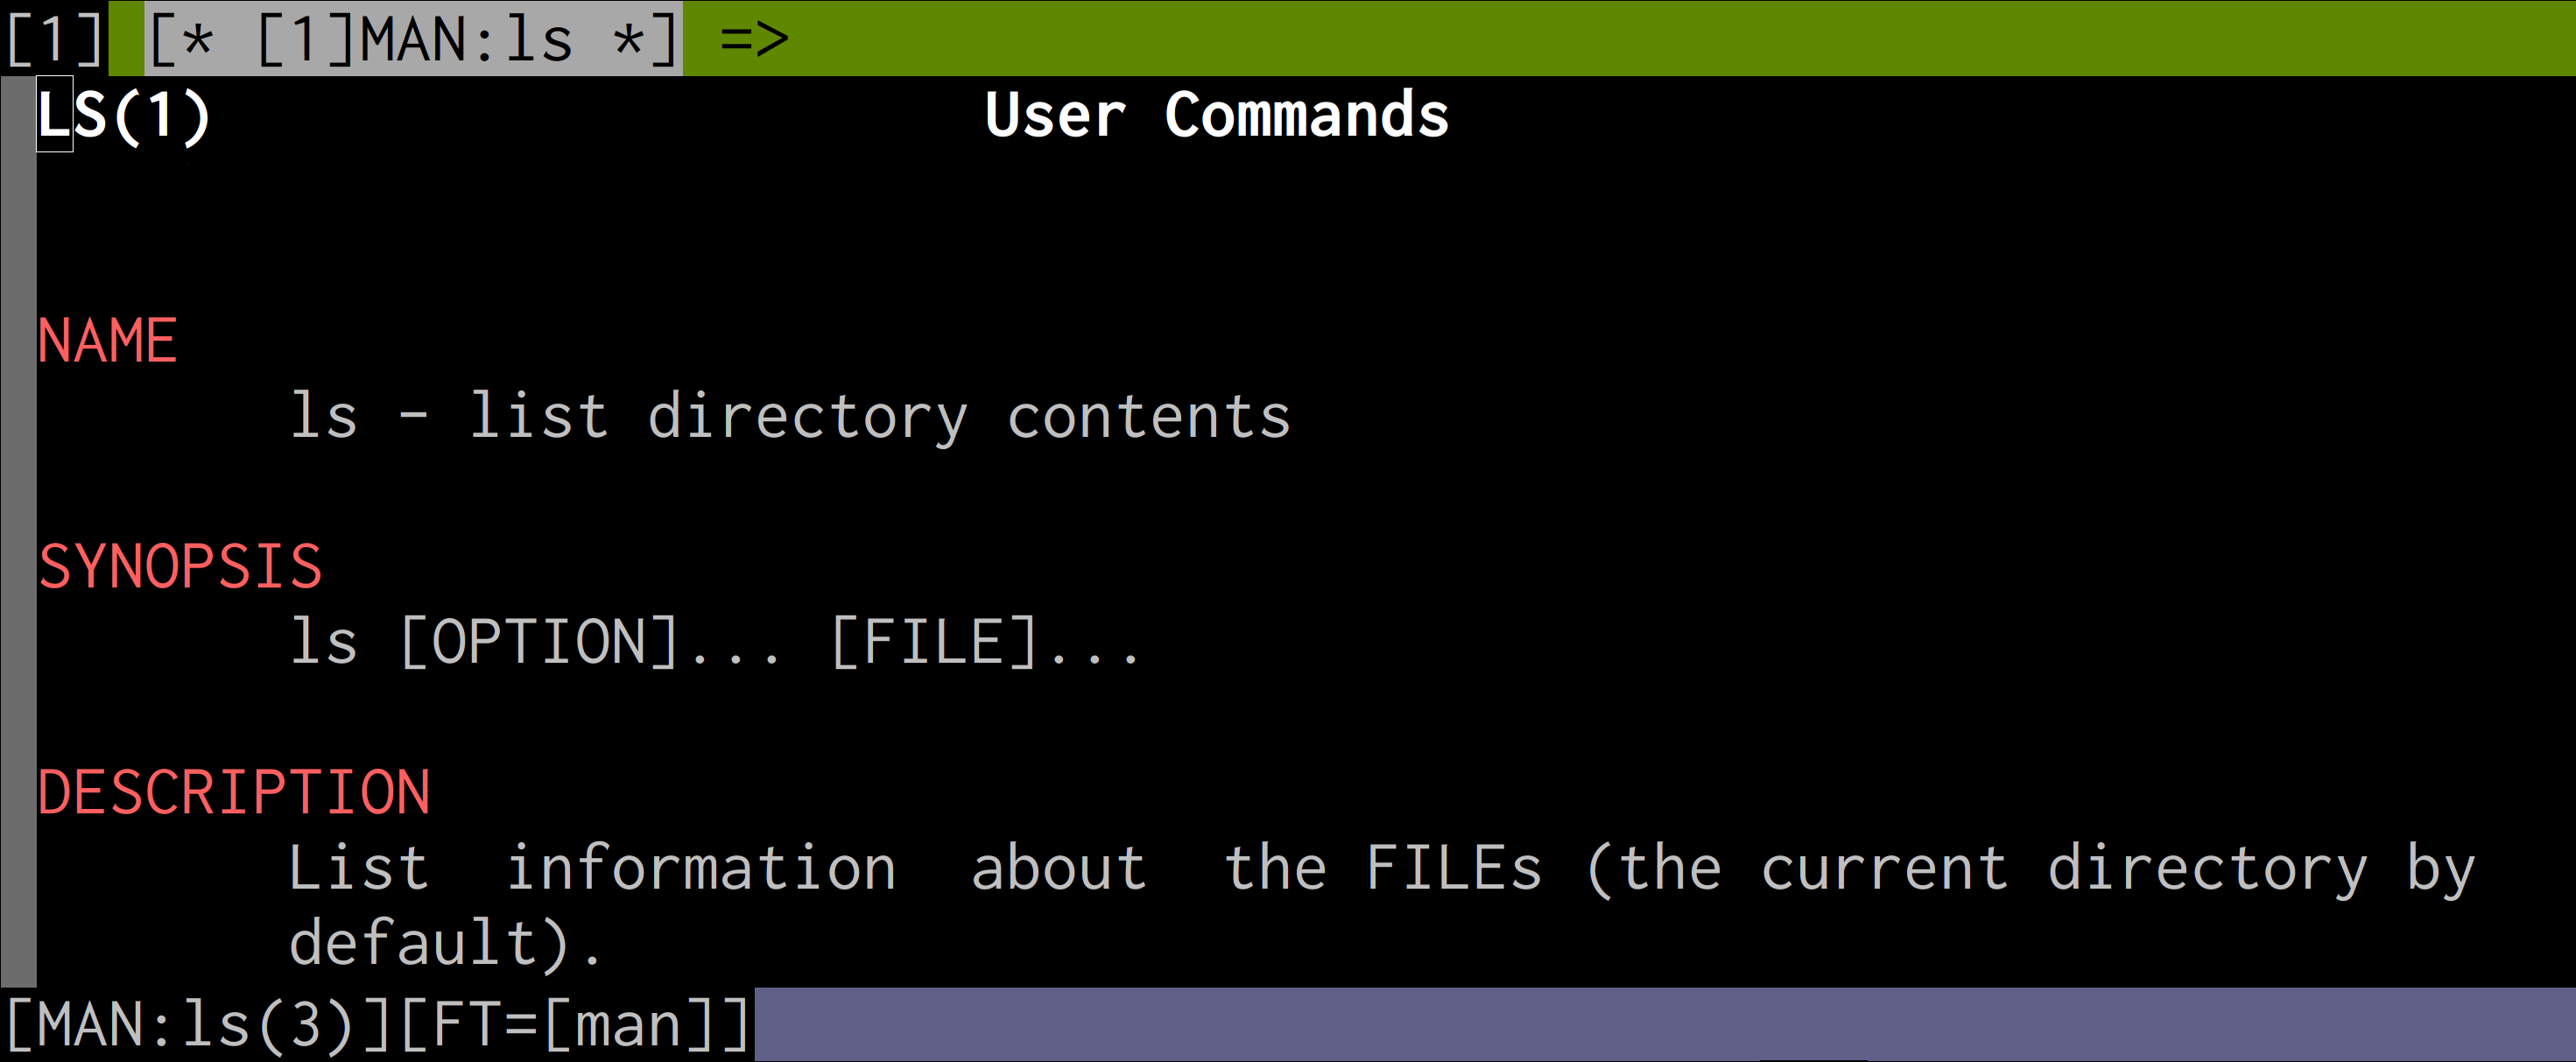 [1] [* [1]MAN:ls *] =>
LS(1) User Commands
NAME
ls - list directory contents
SYNOPSIS
ls [OPTION]... [FILE]...
DESCRIPTION
List information about the FILEs (the current directory by
default).
[MAN:ls(3)][FT=[man]]